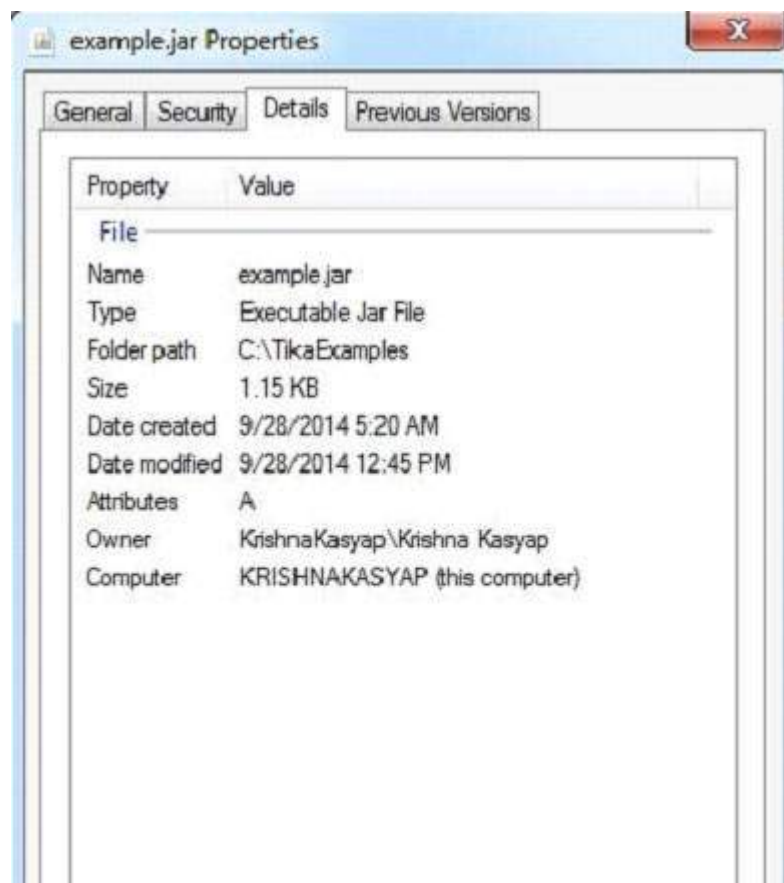 example.jar Properties
X
General Security Details Previous Versions
Property Value
File
Name example.jar
Type Executable Jar File
Folder path C:\TikaExamples
Size 1.15 KB
Date created 9/28/2014 5:20 AM
Date modified 9/28/2014 12:45 PM
Attributes A
Owner KrishnaKasyap\Krishna Kasyap
Computer KRISHNAKASYAP (this computer)